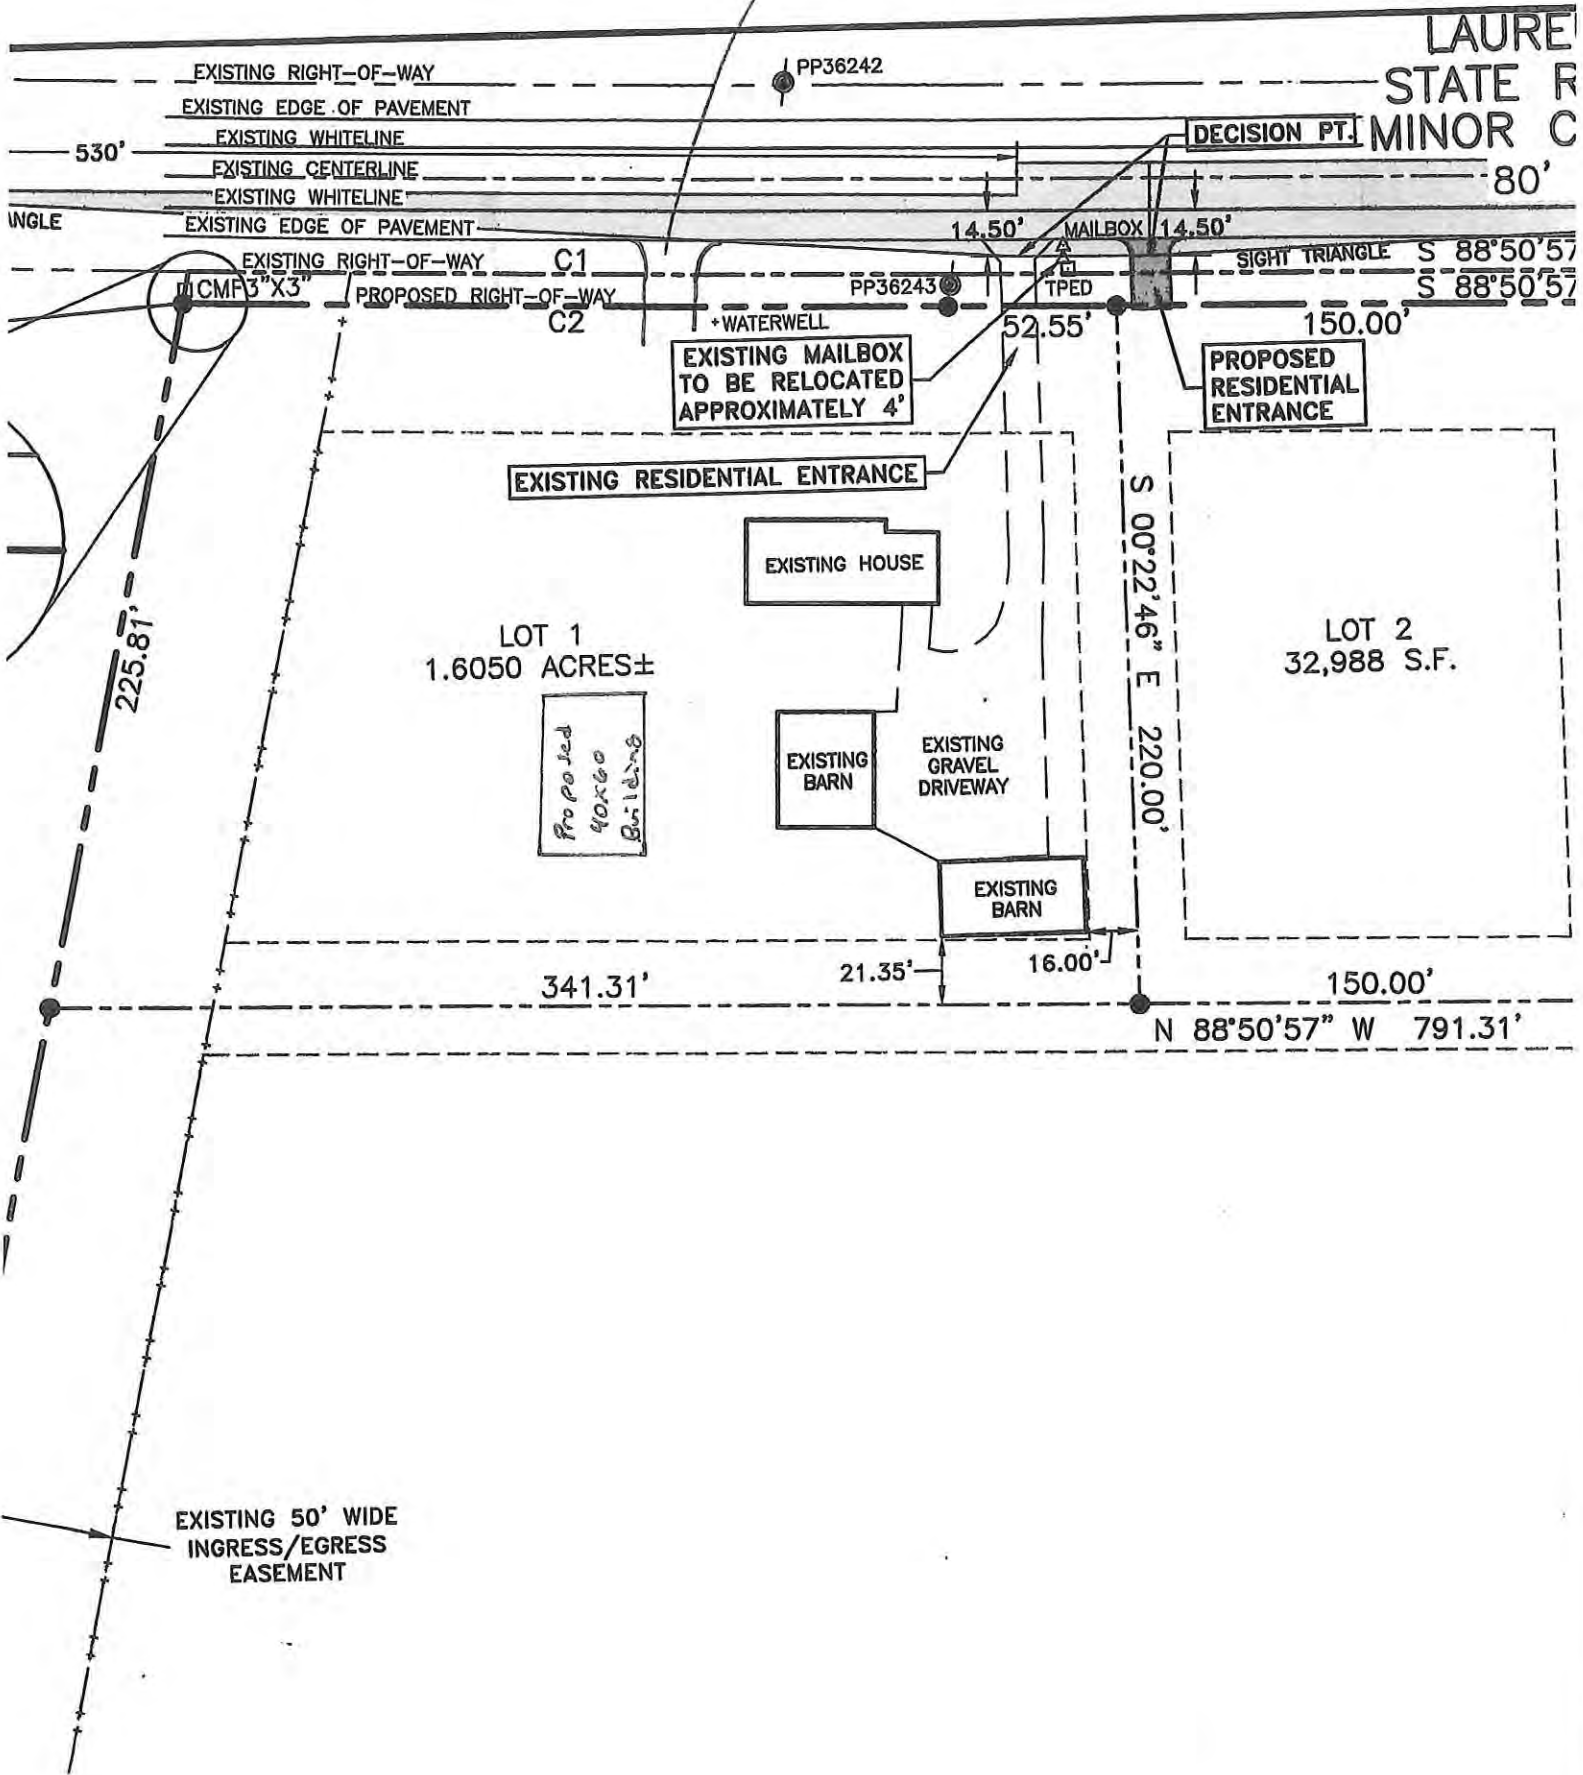 LAURE
STATE R
MINOR C
EXISTING RIGHT-OF-WAY
PP36242
EXISTING EDGE OF PAVEMENT
DECISION PT.
530'
EXISTING WHITELINE
EXISTING CENTERLINE
80'
EXISTING WHITELINE
ANGLE
EXISTING EDGE OF PAVEMENT
14.50'
MAILBOX
14.50'
EXISTING RIGHT-OF-WAY
C1
SIGHT TRIANGLE
S 88°50'57
CMF3"X3"
PROPOSED RIGHT-OF-WAY
PP36243
TPED
S 88°50'57
C2
WATERWELL
52.55'
150.00'
EXISTING MAILBOX
TO BE RELOCATED
APPROXIMATELY 4'
PROPOSED
RESIDENTIAL
ENTRANCE
EXISTING RESIDENTIAL ENTRANCE
S 00°22'46" E 220.00'
EXISTING HOUSE
225.81'
LOT 1
1.6050 ACRES±
LOT 2
32,988 S.F.
Proposed
40x60
Building
EXISTING
BARN
EXISTING
GRAVEL
DRIVEWAY
EXISTING
BARN
21.35'
16.00'
341.31'
150.00'
N 88°50'57" W 791.31'
EXISTING 50' WIDE
INGRESS/EGRESS
EASEMENT